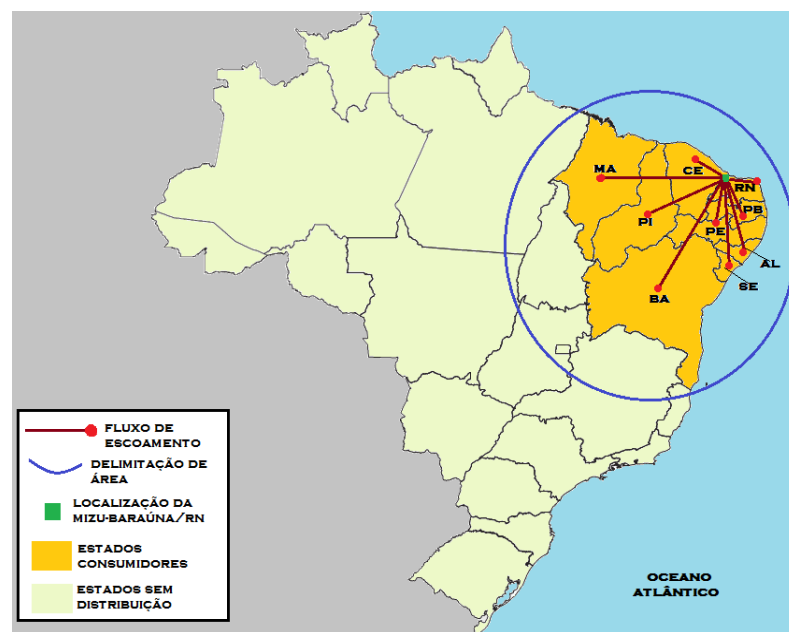 MA
CE
RN
PI
PE
PB
AL
SE
BA
FLUXO DE
ESCOAMENTO
DELIMITAÇÃO DE
ÁREA
LOCALIZAÇÃO DA
MIZU-BARAÚNA/RN
ESTADOS
CONSUMIDORES
ESTADOS SEM
DISTRIBUIÇÃO
OCEANO
ATLÂNTICO